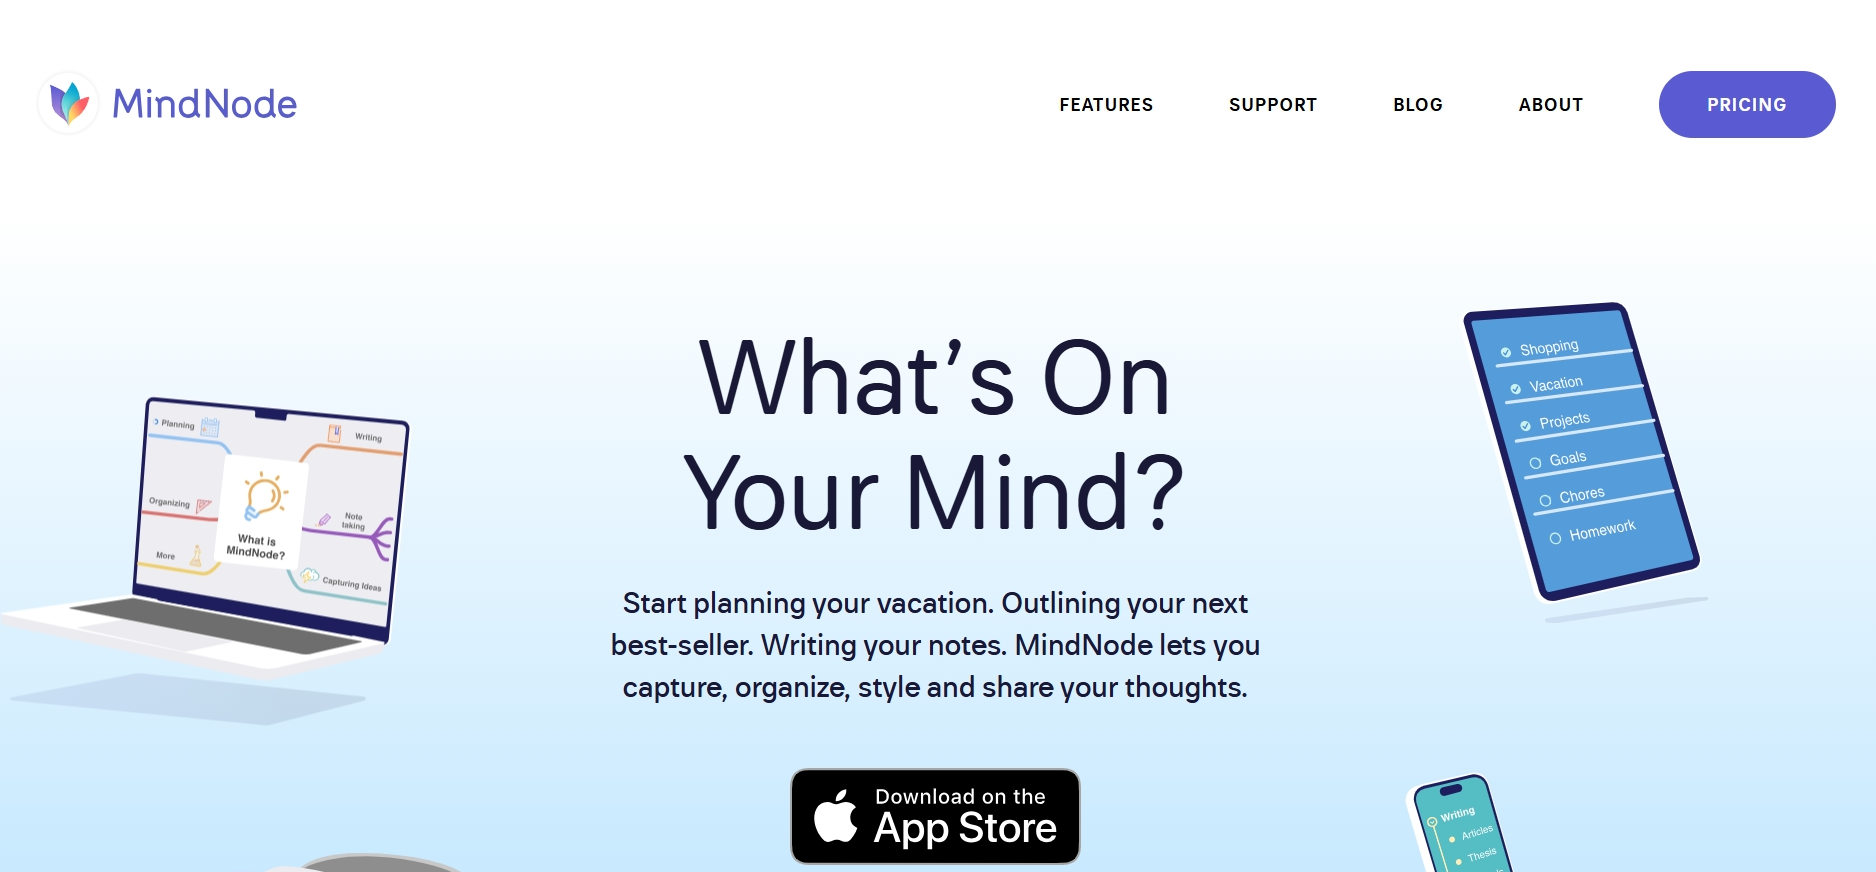 MindNode
FEATURES
SUPPORT
BLOG
ABOUT
PRICING
What’s On
Your Mind?
Start planning your vacation. Outlining your next
best-seller. Writing your notes. MindNode lets you
capture, organize, style and share your thoughts.
Download on the
App Store
Planning
Writing
Organizing
Note
taking
What is
MindNode?
More
Capturing Ideas
Shopping
Vacation
Projects
Goals
Chores
Homework
Writing
Articles
Thesis